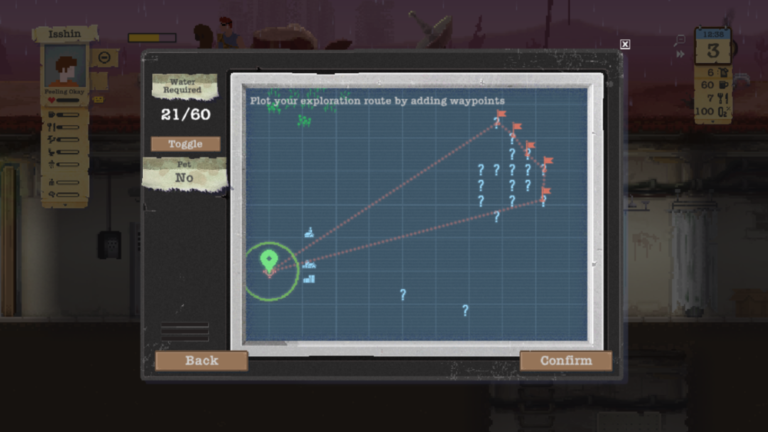 Isshin
Feeling Okay
Water
Required
21/60
Toggle
Pet
No
Plot your exploration route by adding waypoints
?
?
?
? ?
? ? ? ? ?
? ? ?
? ? ?
?
?
?
Back
Confirm
X
3
6
60
7
100